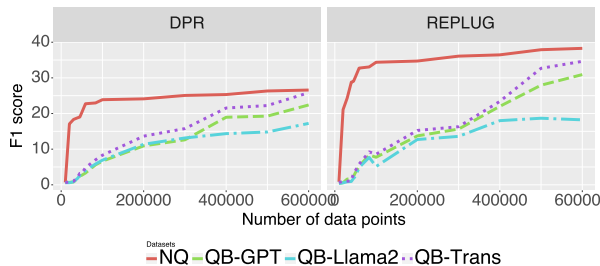 DPR REPLUG
40
30
20
10
0
F1 score
0 200000 400000 600000 0 200000 400000 60000
Number of data points
Datasets
NQ QB-GPT QB-Llama2 QB-Trans